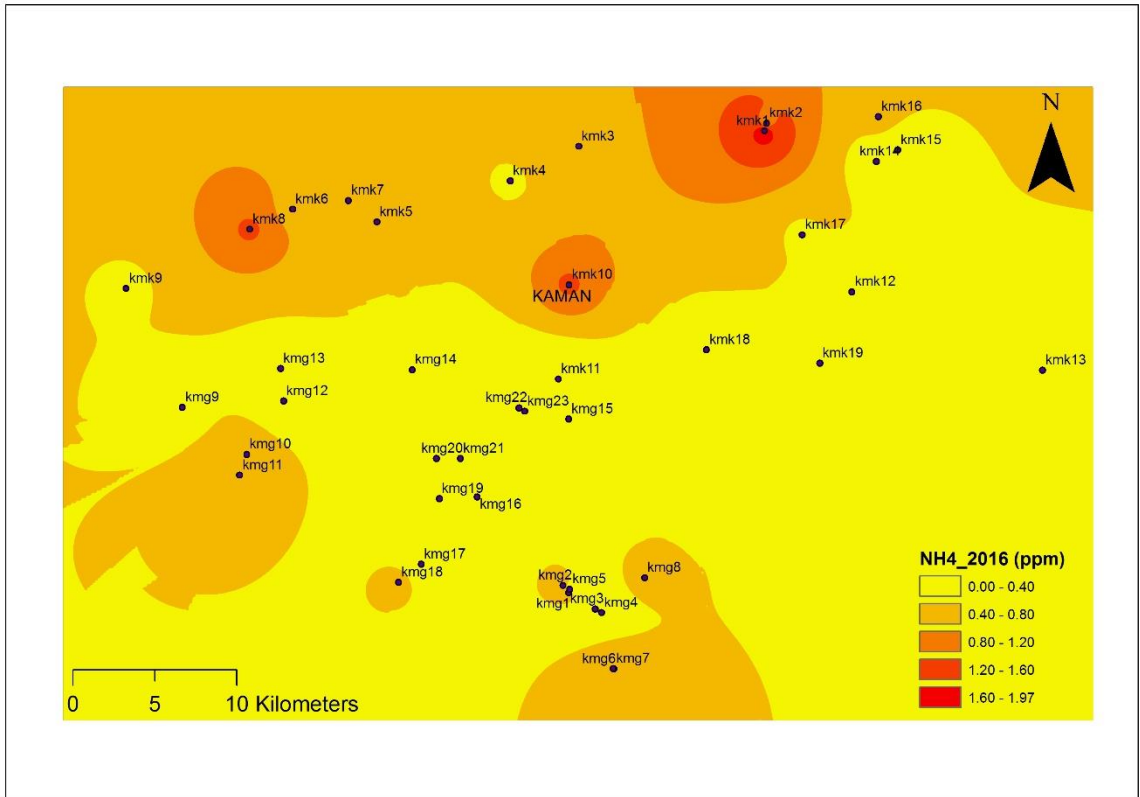 N
kmk16
kmk2
kmk1
kmk15
kmk14
kmk3
kmk4
kmk7
kmk6
kmk5
kmk8
kmk17
kmk9
kmk10
KAMAN
kmk12
kmk18
kmk19
kmk13
kmg13
kmg14
kmk11
kmg12
kmg9
kmg22
kmg23
kmg15
kmg10
kmg11
kmg20
kmg21
kmg19
kmg16
kmg17
kmg18
kmg2
kmg5
kmg8
kmg1
kmg3
kmg4
kmg6kmg7
NH4_2016 (ppm)
0.00 - 0.40
0.40 - 0.80
0.80 - 1.20
1.20 - 1.60
1.60 - 1.97
0 5 10 Kilometers